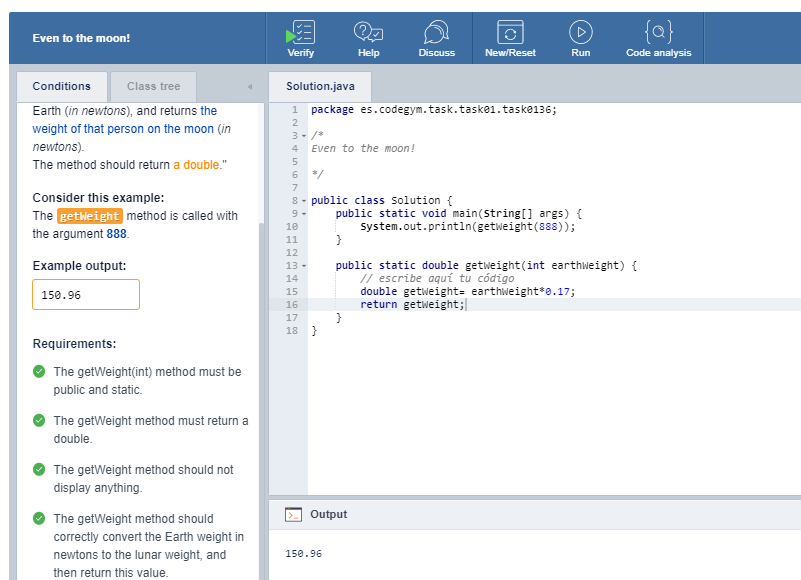 Even to the moon!
Verify
Help
Discuss
New/Reset
Run
Code analysis
Conditions
Class tree
Earth (in newtons), and returns the
weight of that person on the moon (in
newtons).
The method should return a double."
Consider this example:
The getWeight method is called with
the argument 888.
Example output:
150.96
Requirements:
The getWeight(int) method must be
public and static.
The getWeight method must return a
double.
The getWeight method should not
display anything.
The getWeight method should
correctly convert the Earth weight in
newtons to the lunar weight, and
then return this value.
Solution.java
1 package es.codegym.task.task01.task0136;
2
3 /*
4 Even to the moon!
5
6 */
7
8 public class Solution {
9 public static void main(String[] args) {
10 System.out.println(getWeight(888));
11 }
12
13 public static double getWeight(int earthWeight) {
14 // escribe aquí tu código
15 double getWeight= earthWeight*0.17;
16 return getWeight;
17 }
18 }
Output
150.96